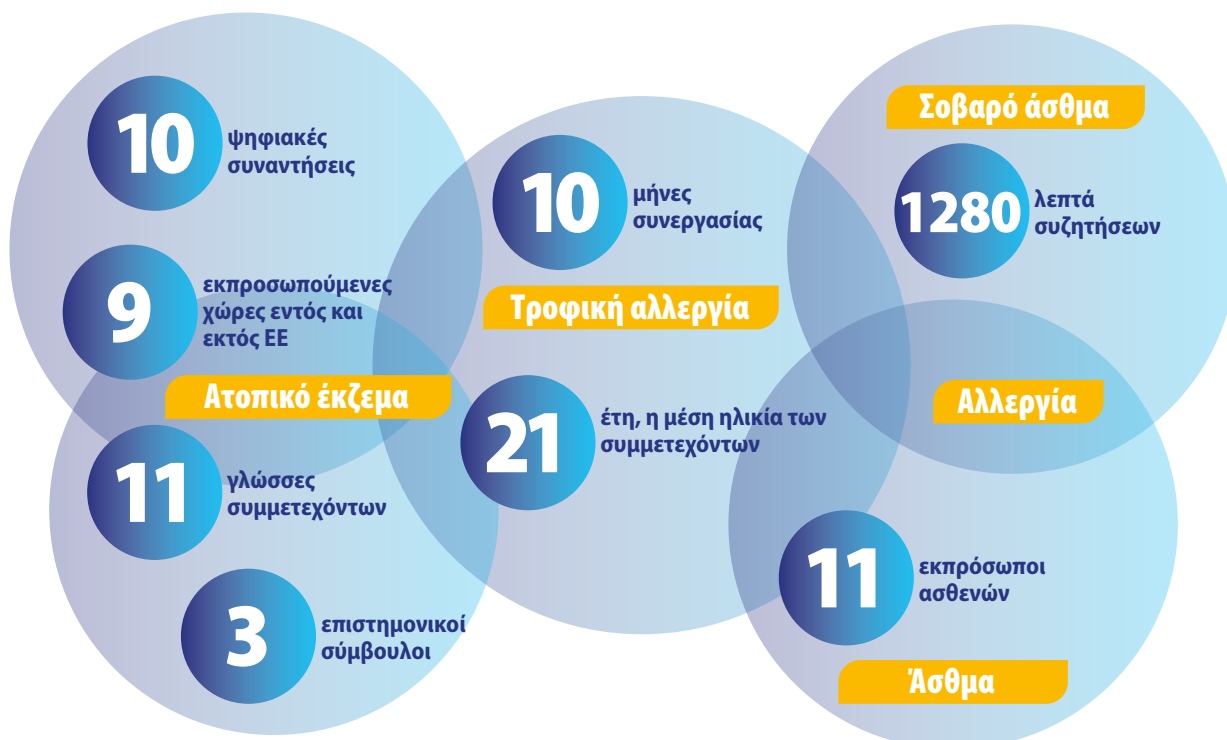 10
ψηφιακές
συναντήσεις
9
εκπροσωπούμενες
χώρες εντός και
εκτός ΕΕ
Ατοπικό έκζεμα
11
γλώσσες
συμμετεχόντων
3
επιστημονικοί
σύμβουλοι
10
μήνες
συνεργασίας
Τροφική αλλεργία
21
έτη, η μέση ηλικία των
συμμετεχόντων
Σοβαρό άσθμα
1280
λεπτά
συζητήσεων
Αλλεργία
11
εκπρόσωποι
ασθενών
Άσθμα